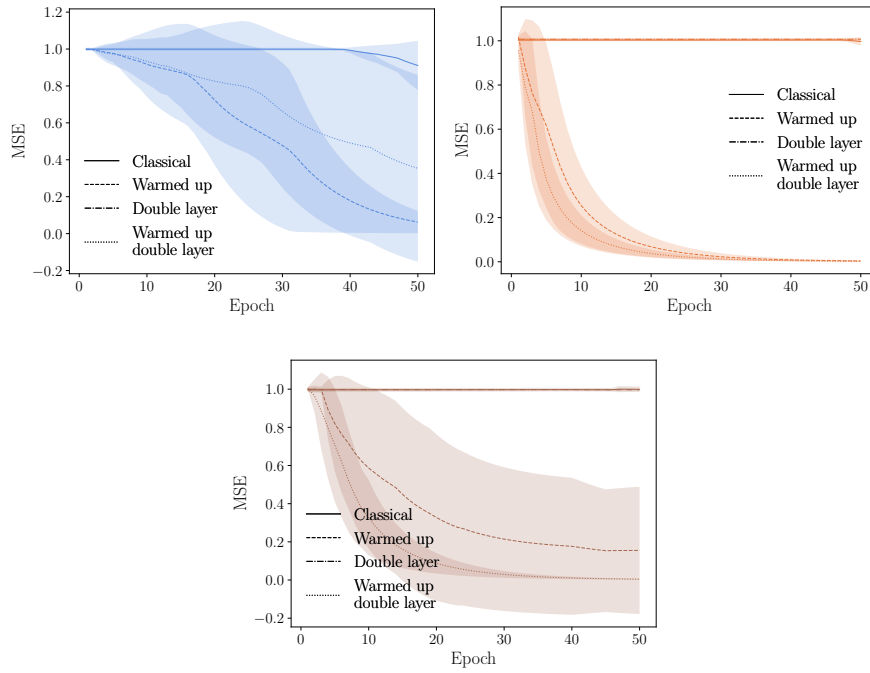 1.2
1.0
0.8
0.6
0.4
0.2
0.0
−0.2
MSE
Classical
Warmed up
Double layer
Warmed up
double layer
0
10
20
30
40
50
Epoch
1.0
0.8
0.6
0.4
0.2
0.0
MSE
Classical
Warmed up
Double layer
Warmed up
double layer
0
10
20
30
40
50
Epoch
1.0
0.8
0.6
0.4
0.2
0.0
−0.2
MSE
Classical
Warmed up
Double layer
Warmed up
double layer
0
10
20
30
40
50
Epoch